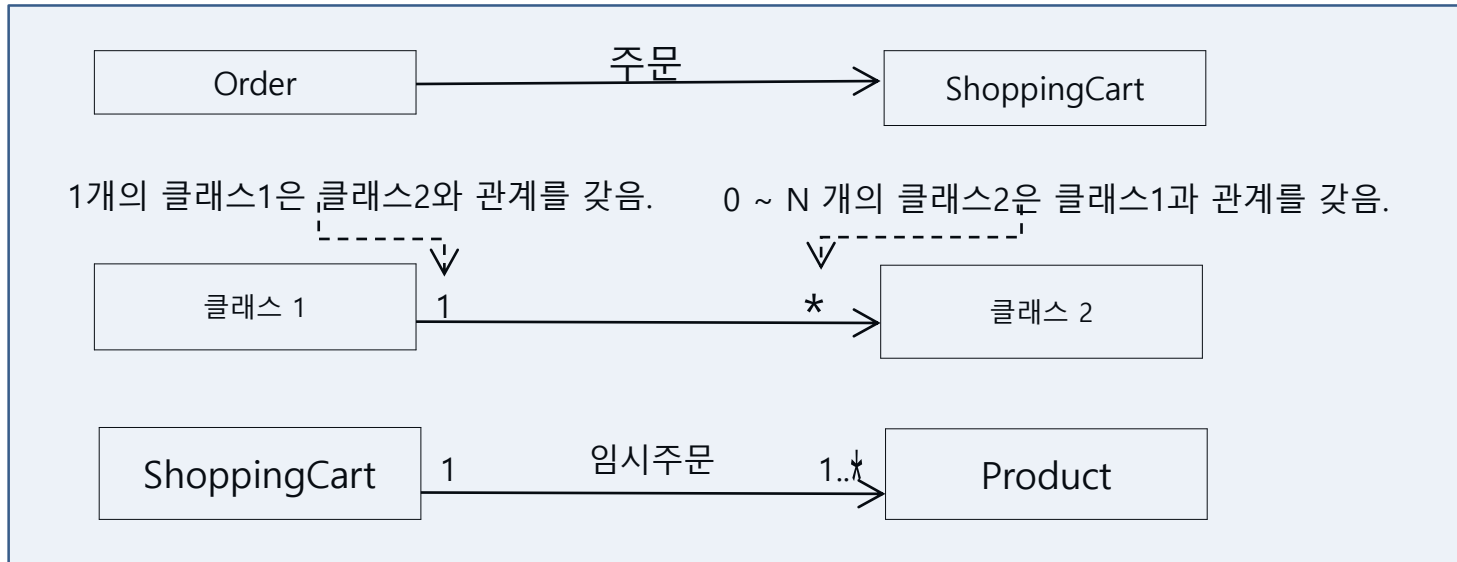 주문
Order
ShoppingCart
1개의 클래스1은 클래스2와 관계를 갖음.
0 ~ N 개의 클래스2은 클래스1과 관계를 갖음.
클래스 1
1
*
클래스 2
ShoppingCart
1
임시주문
1..*
Product